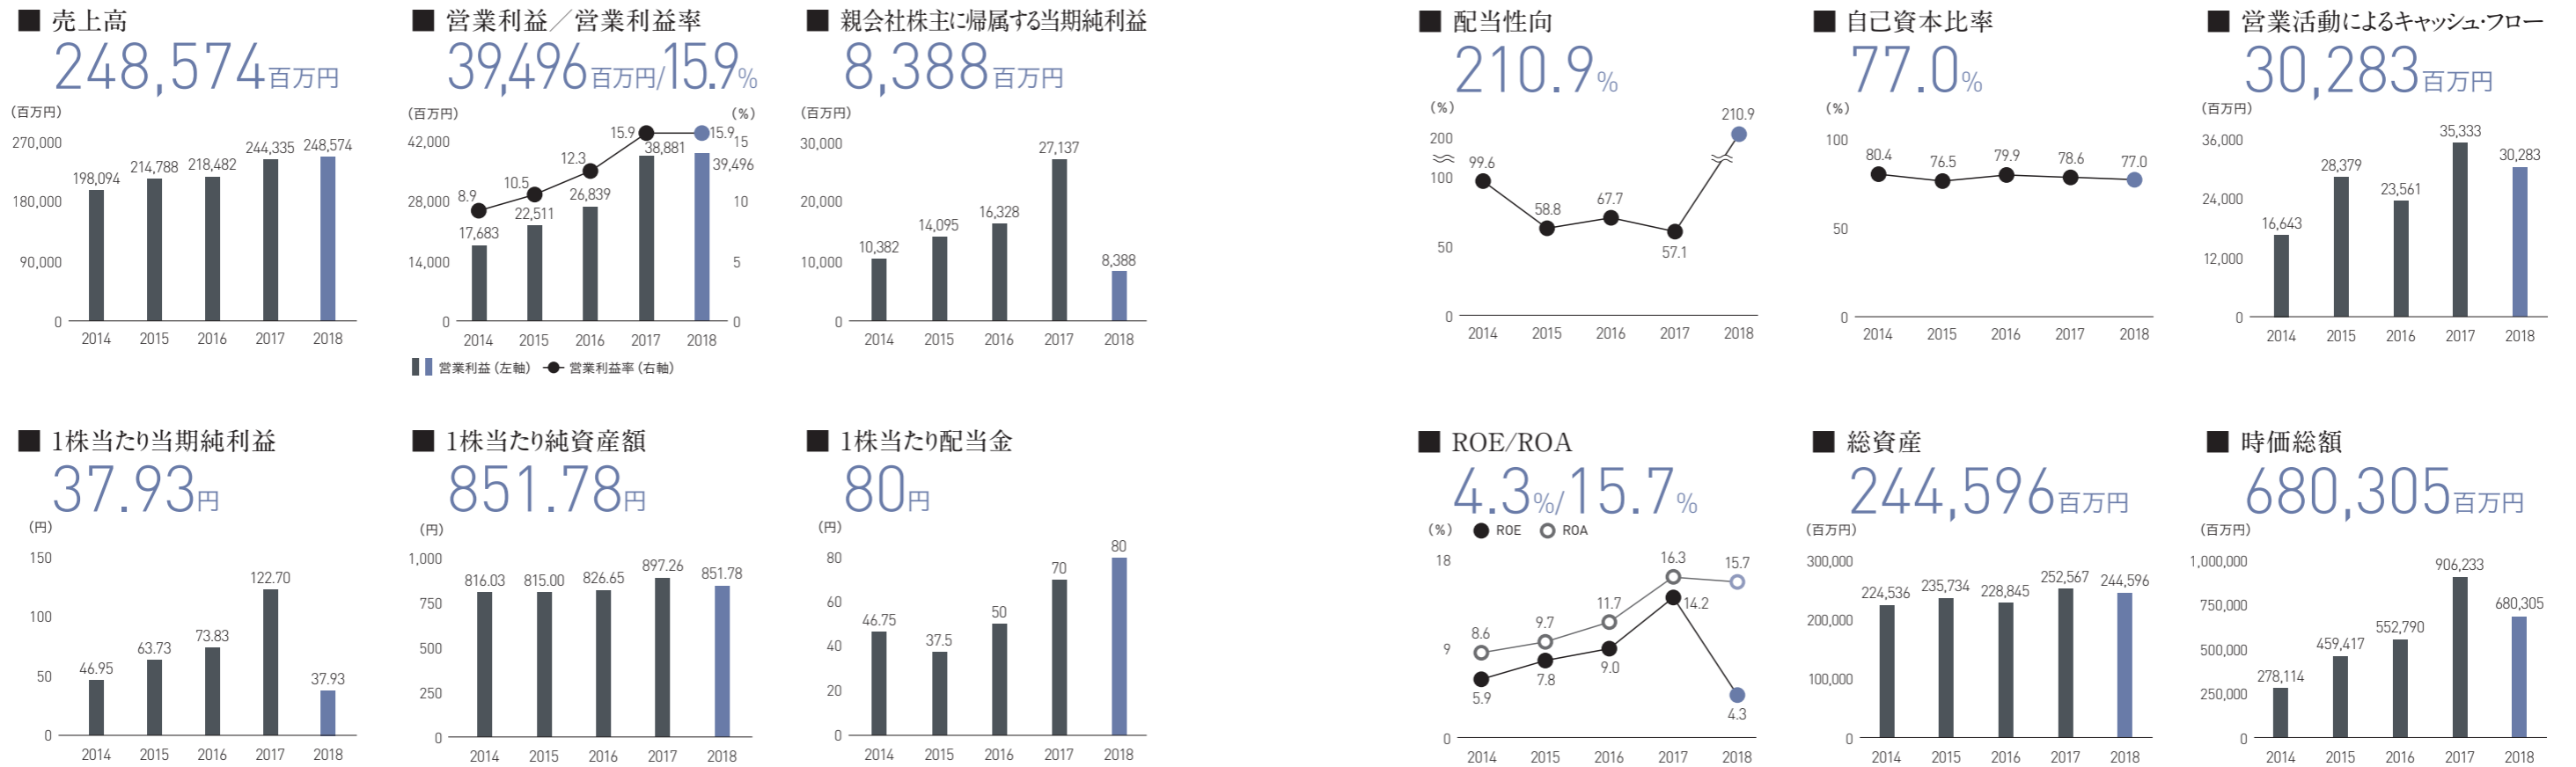 ■ 売上高
248,574百万円
（百万円）
270,000
180,000
90,000
0
198,094
214,788
218,482
244,335
248,574
2014 2015 2016 2017 2018
■ 営業利益／営業利益率
39,496百万円/15.9%
（百万円）
（%）
42,000
28,000
14,000
0
15
10
5
0
8.9
10.5
12.3
15.9
15.9
17,683
22,511
26,839
38,881
39,496
2014 2015 2016 2017 2018
営業利益（左軸） 営業利益率（右軸）
■ 親会社株主に帰属する当期純利益
8,388百万円
（百万円）
30,000
20,000
10,000
0
10,382
14,095
16,328
27,137
8,388
2014 2015 2016 2017 2018
■ 配当性向
210.9%
（%）
200
100
50
0
99.6
58.8
67.7
57.1
210.9
2014 2015 2016 2017 2018
■ 自己資本比率
77.0%
（%）
100
50
0
80.4
76.5
79.9
78.6
77.0
2014 2015 2016 2017 2018
■ 営業活動によるキャッシュ・フロー
30,283百万円
（百万円）
36,000
24,000
12,000
0
16,643
28,379
23,561
35,333
30,283
2014 2015 2016 2017 2018
■ 1株当たり当期純利益
37.93円
（円）
150
100
50
0
46.95
63.73
73.83
122.70
37.93
2014 2015 2016 2017 2018
■ 1株当たり純資産額
851.78円
（円）
1,000
750
500
250
0
816.03
815.00
826.65
897.26
851.78
2014 2015 2016 2017 2018
■ 1株当たり配当金
80円
（円）
80
60
40
20
0
46.75
37.5
50
70
80
2014 2015 2016 2017 2018
■ ROE/ROA
4.3%/15.7%
（%） ROE ROA
18
9
0
8.6
9.7
11.7
16.3
15.7
5.9
7.8
9.0
14.2
4.3
2014 2015 2016 2017 2018
■ 総資産
244,596百万円
（百万円）
300,000
200,000
100,000
0
224,536
235,734
228,845
252,567
244,596
2014 2015 2016 2017 2018
■ 時価総額
680,305百万円
（百万円）
1,000,000
750,000
500,000
250,000
0
278,114
459,417
552,790
906,233
680,305
2014 2015 2016 2017 2018